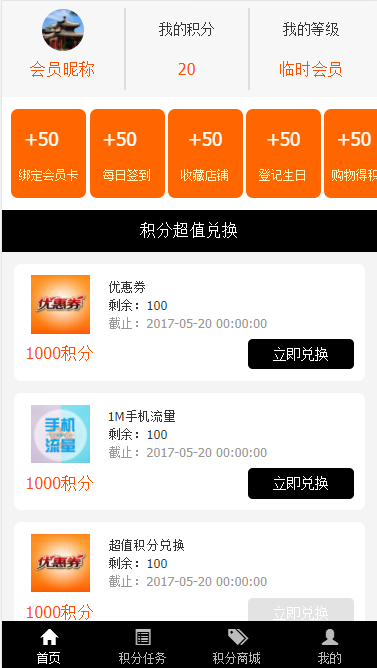 会员昵称
我的积分
20
我的等级
临时会员
+50
绑定会员卡
+50
每日签到
+50
收藏店铺
+50
登记生日
+50
购物得积
积分超值兑换
优惠券
1000积分
优惠券
剩余：100
截止：2017-05-20 00:00:00
立即兑换
手机
流量
1000积分
1M手机流量
剩余：100
截止：2017-05-20 00:00:00
立即兑换
优惠券
1000积分
超值积分兑换
剩余：100
截止：2017-05-20 00:00:00
立即兑换
首页
积分任务
积分商城
我的